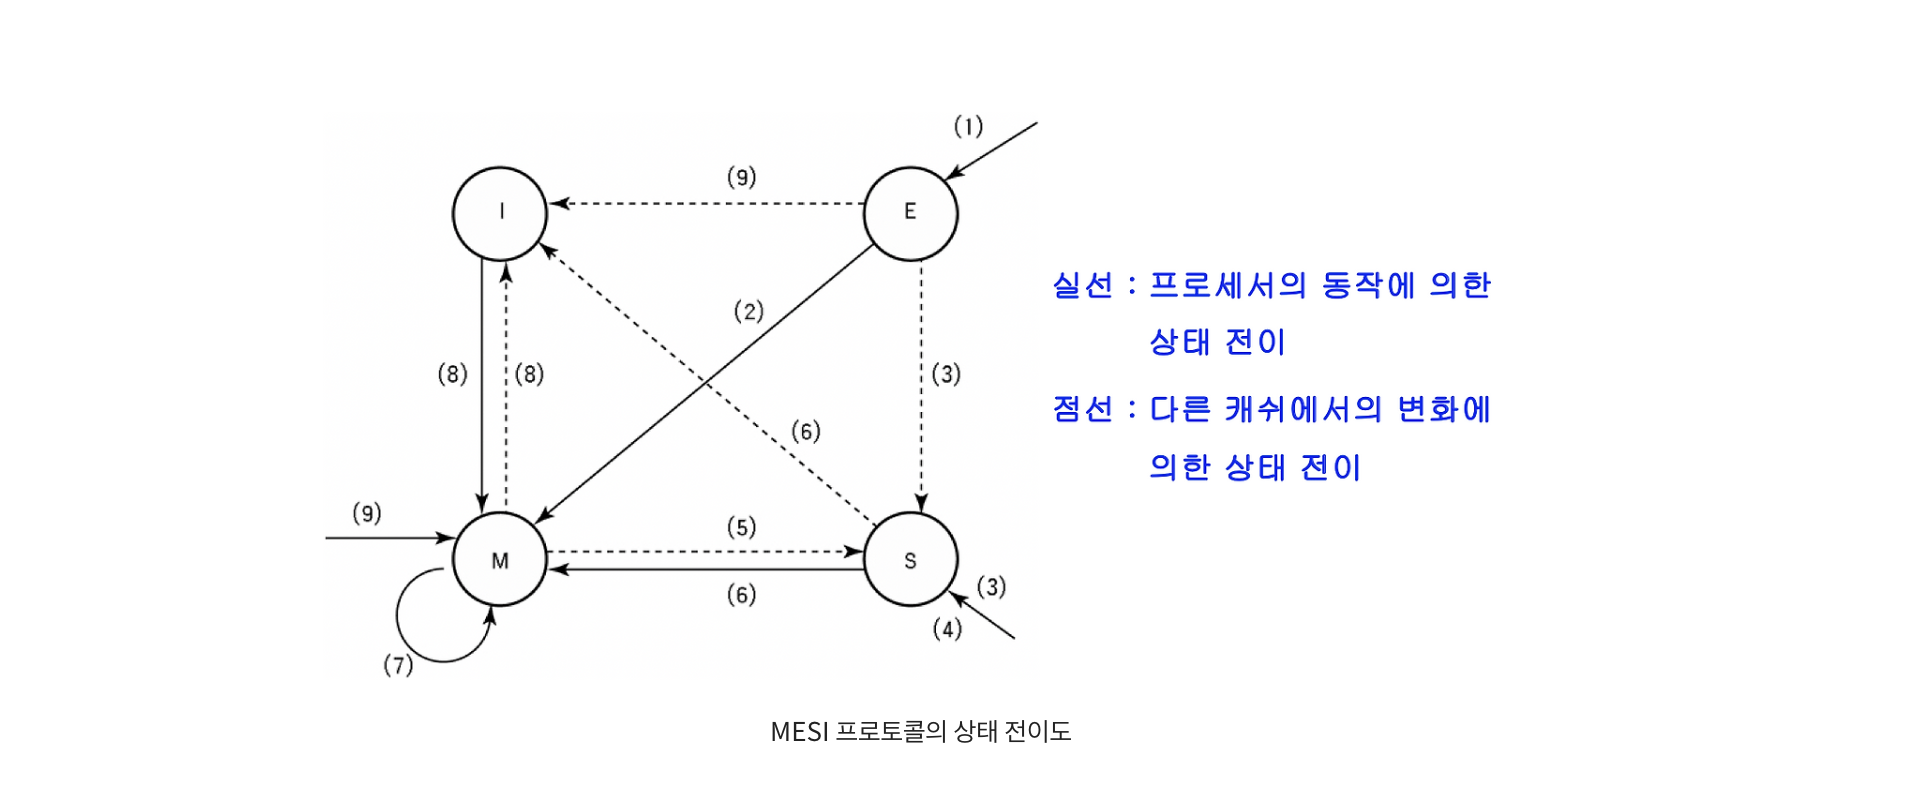 (1)
(9)
I
E
(2)
(8)
(8)
(3)
(6)
(9)
(5)
M
S
(6)
(3)
(4)
(7)
실선 : 프로세서의 동작에 의한
상태 전이
점선 : 다른 캐쉬에서의 변화에
의한 상태 전이
MESI 프로토콜의 상태 전이도